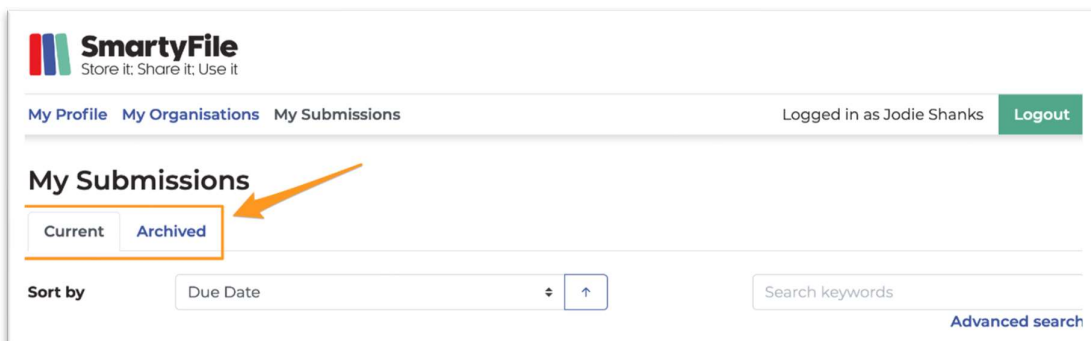 SmartyFile
Store it; Share it; Use it
My Profile My Organisations My Submissions Logged in as Jodie Shanks Logout
My Submissions
Current Archived
Sort by Due Date Search keywords
Advanced search